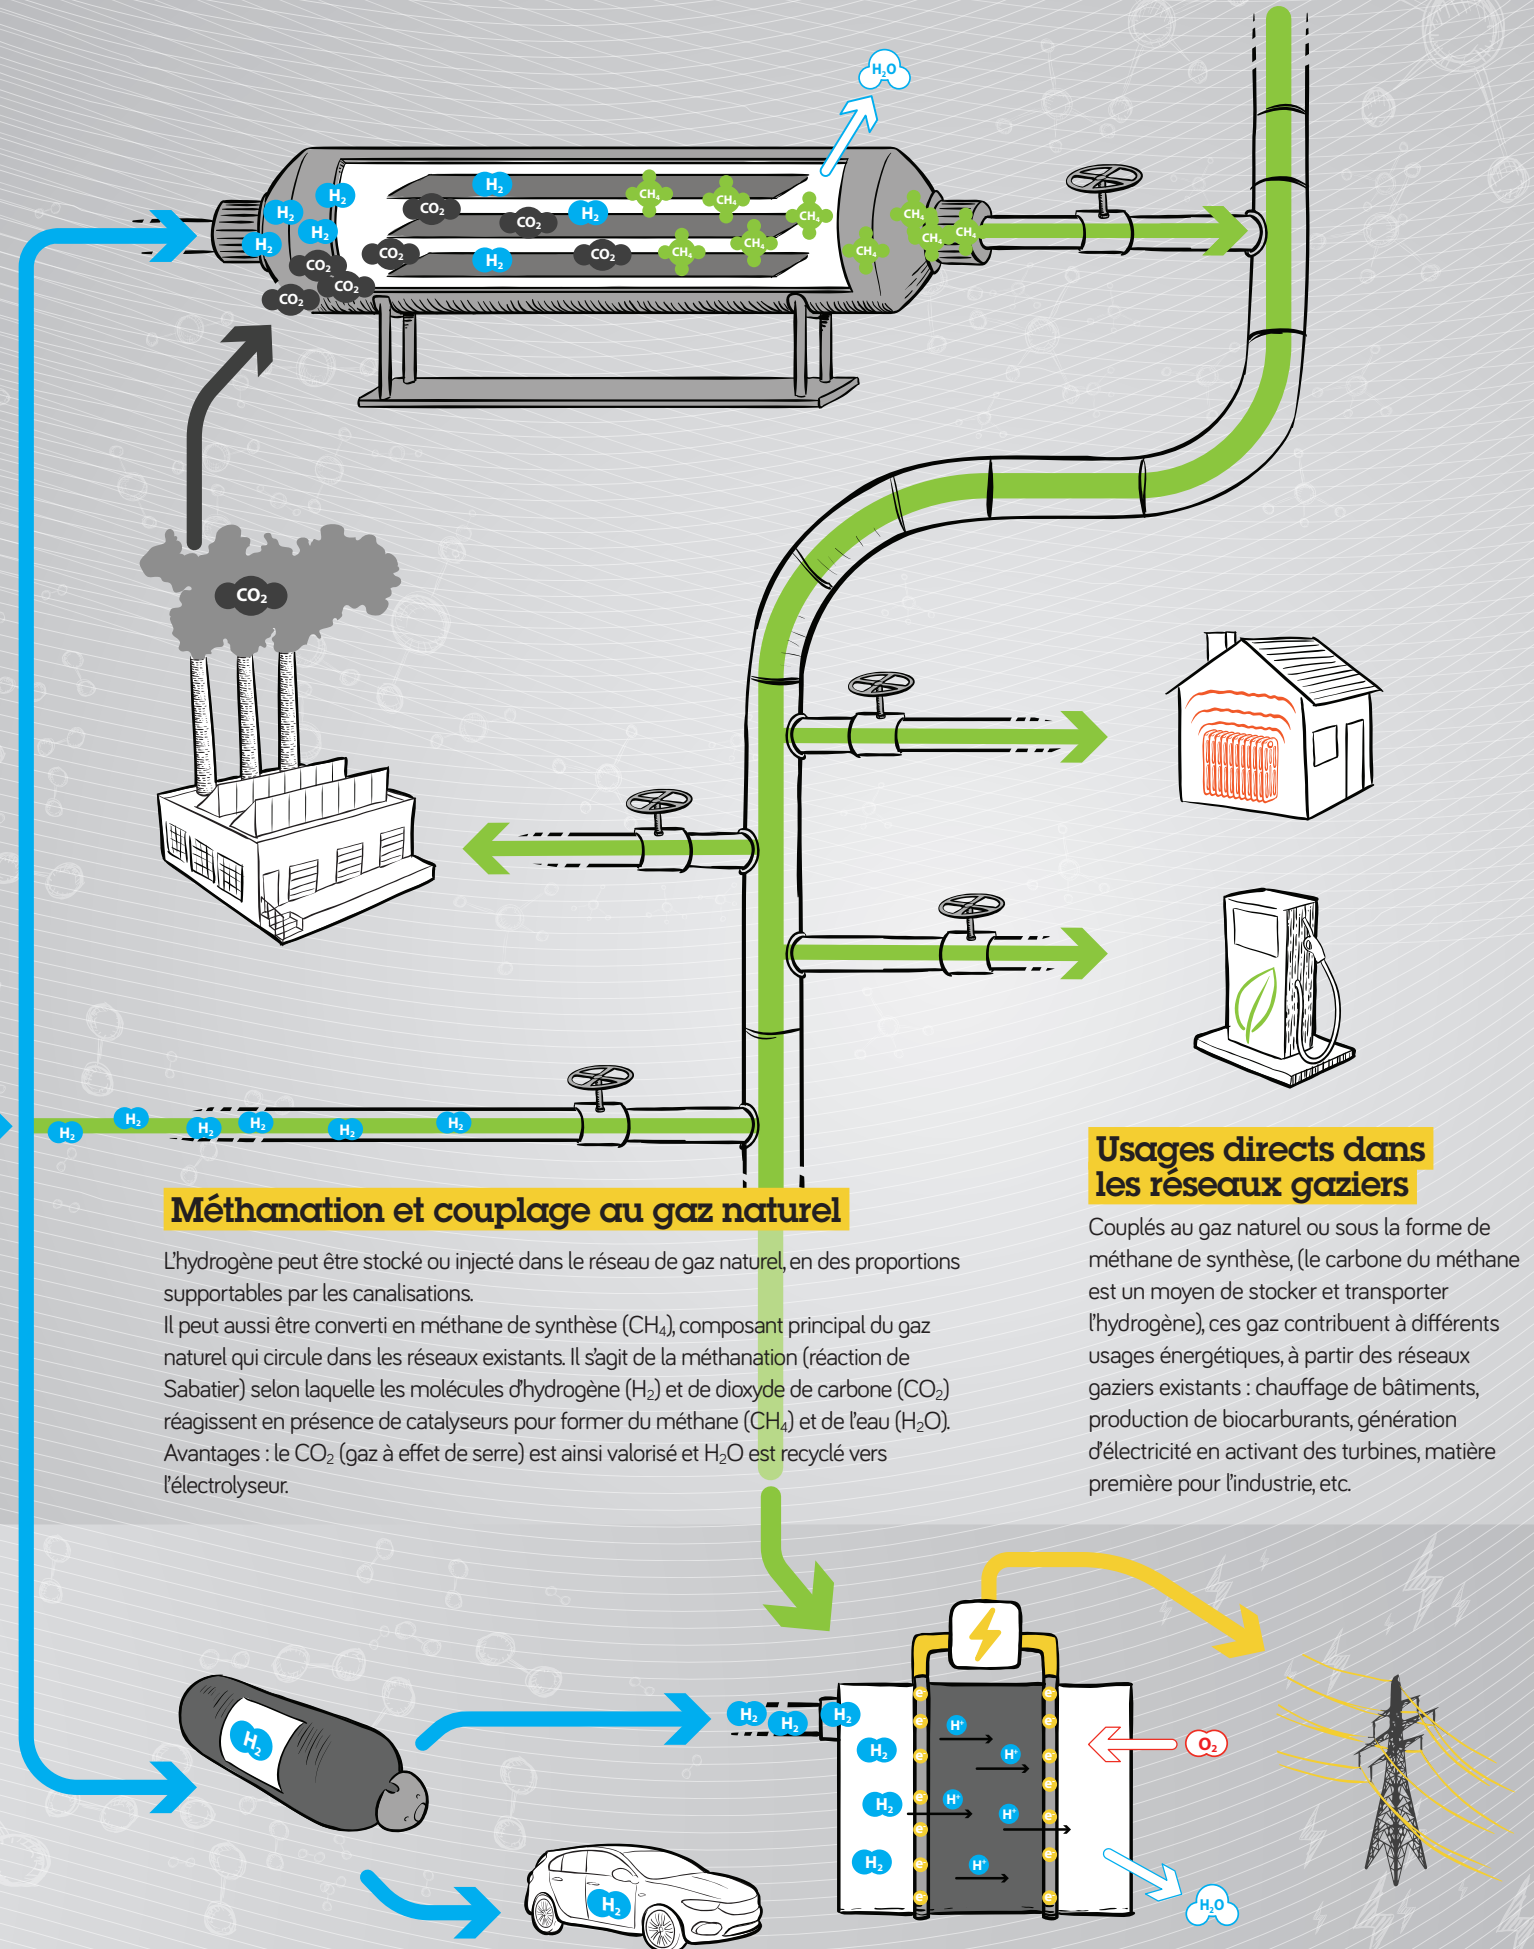 H₂O
H₂
H₂
H₂
H₂
H₂
H₂
H₂
CO₂
CO₂
CO₂
CO₂
CO₂
CO₂
CO₂
CH₄
CH₄
CH₄
CH₄
CH₄
CH₄
CH₄
CH₄
CH₄
CO₂
H₂
H₂
H₂
H₂
H₂
H₂
Méthanation et couplage au gaz naturel
L'hydrogène peut être stocké ou injecté dans le réseau de gaz naturel, en des proportions
supportables par les canalisations.
Il peut aussi être converti en méthane de synthèse (CH₄), composant principal du gaz
naturel qui circule dans les réseaux existants. Il s'agit de la méthanation (réaction de
Sabatier) selon laquelle les molécules d'hydrogène (H₂) et de dioxyde de carbone (CO₂)
réagissent en présence de catalyseurs pour former du méthane (CH₄) et de l'eau (H₂O).
Avantages : le CO₂ (gaz à effet de serre) est ainsi valorisé et H₂O est recyclé vers
l'électrolyseur.
Usages directs dans
les réseaux gaziers
Couplés au gaz naturel ou sous la forme de
méthane de synthèse, (le carbone du méthane
est un moyen de stocker et transporter
l'hydrogène), ces gaz contribuent à différents
usages énergétiques, à partir des réseaux
gaziers existants : chauffage de bâtiments,
production de biocarburants, génération
d'électricité en activant des turbines, matière
première pour l'industrie, etc.
H₂
H₂
H₂
H₂
H₂
H₂
H₂
H₂
H⁺
H⁺
H⁺
H⁺
H⁺
e⁻
e⁻
e⁻
e⁻
e⁻
e⁻
e⁻
e⁻
e⁻
e⁻
e⁻
e⁻
e⁻
e⁻
O₂
H₂O